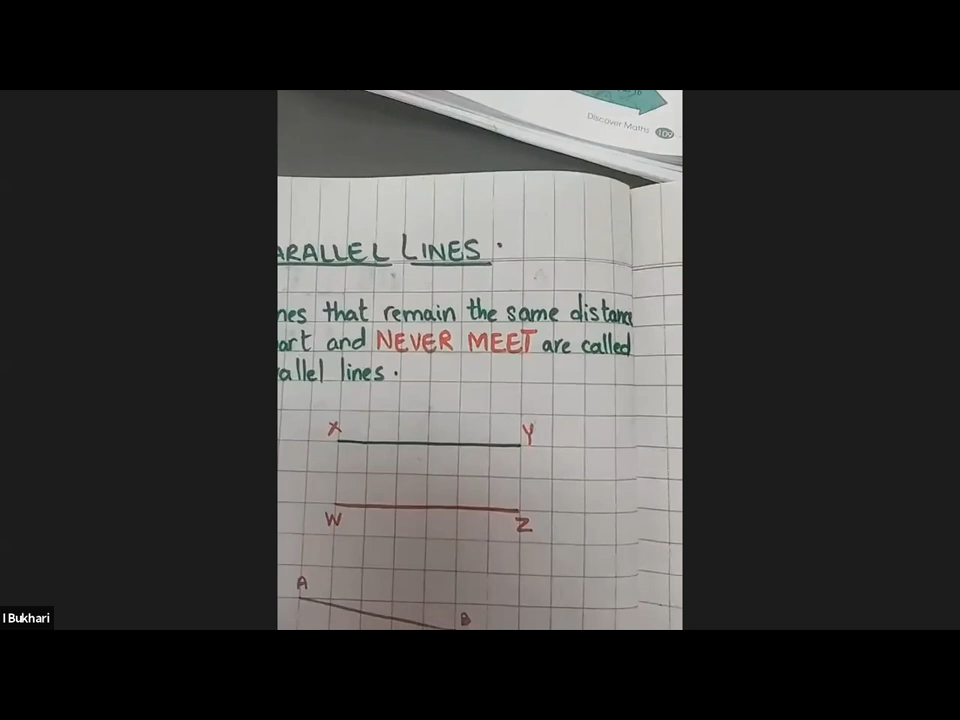 Discover Maths 109
ARALLEL LINES.
nes that remain the same distance
art and NEVER MEET are called
allel lines.
X Y
W Z
A
B
I Bukhari